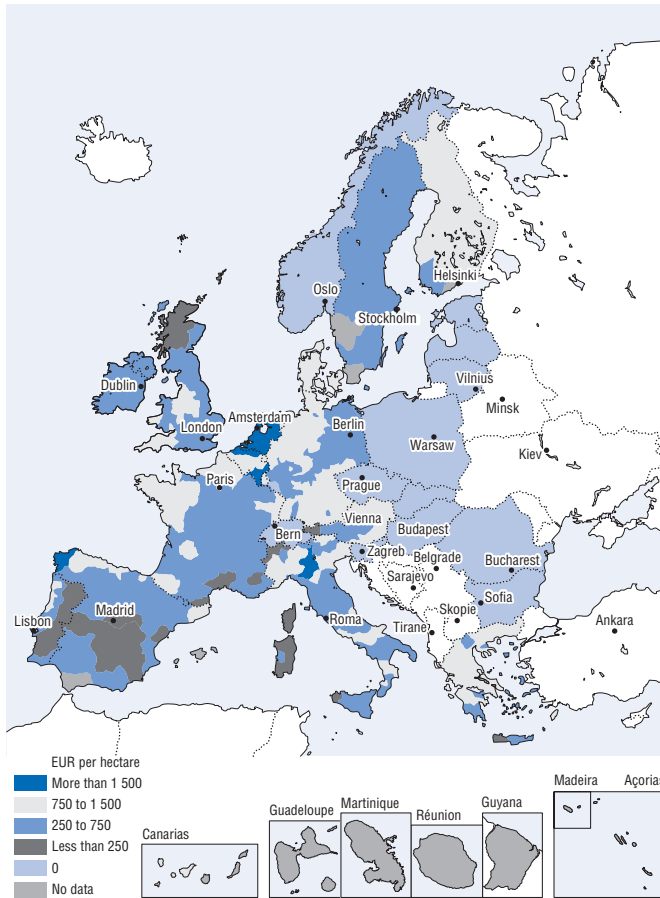 Oslo
Helsinki
Stockholm
Dublin
Vilnius
Minsk
Amsterdam
London
Berlin
Warsaw
Kiev
Paris
Prague
Vienna
Bern
Budapest
Zagreb
Belgrade
Bucharest
Sarajevo
Sofia
Skopie
Madrid
Lisbon
Roma
Tirane
Ankara
EUR per hectare
More than 1 500
750 to 1 500
250 to 750
Less than 250
0
No data
Canarias
Guadeloupe
Martinique
Réunion
Guyana
Madeira
Açorias